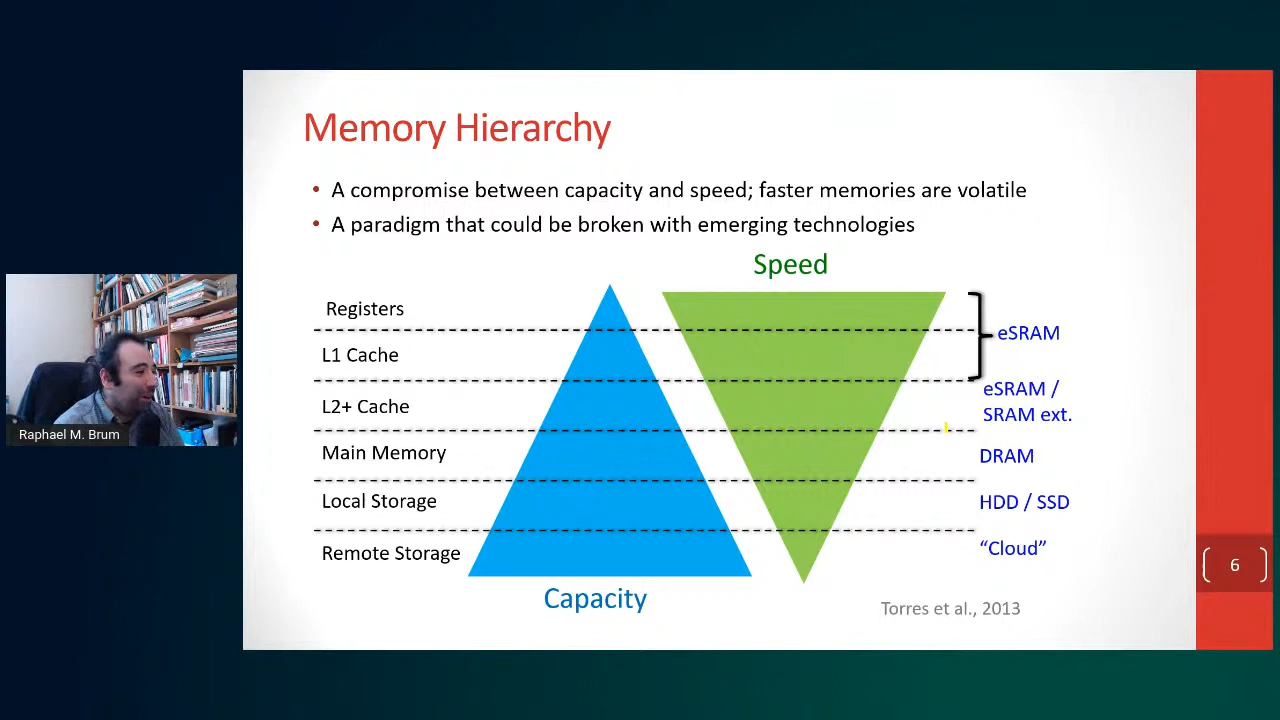 Memory Hierarchy
• A compromise between capacity and speed; faster memories are volatile
• A paradigm that could be broken with emerging technologies
Speed
Registers
L1 Cache
L2+ Cache
Main Memory
Local Storage
Remote Storage
eSRAM
eSRAM /
SRAM ext.
DRAM
HDD / SSD
“Cloud”
Capacity
Torres et al., 2013
6
Raphael M. Brum